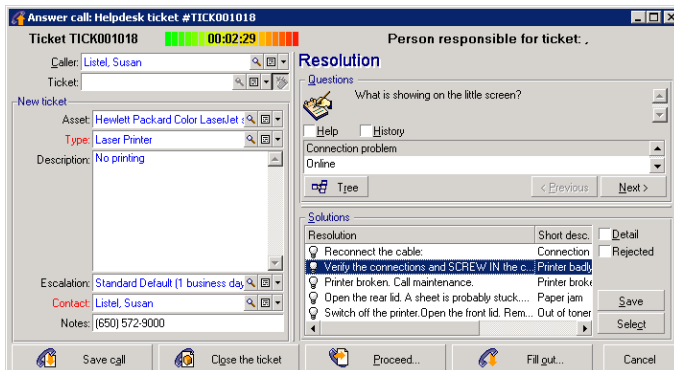 Answer call: Helpdesk ticket #TICK001018
Ticket TICK001018
00:02:29
Person responsible for ticket: ,
Caller: Listel, Susan
Ticket:
New ticket
Asset: Hewlett Packard Color LaserJet
Type: Laser Printer
Description: No printing
Escalation: Standard Default (1 business day
Contact: Listel, Susan
Notes: (650) 572-9000
Resolution
Questions
What is showing on the little screen?
Help History
Connection problem
Online
Tree < Previous Next >
Solutions
Resolution Short desc.
Reconnect the cable: Connection
Verify the connections and SCREW IN the c... Printer badly
Printer broken. Call maintenance. Printer broke
Open the rear lid. A sheet is probably stuck.... Paper jam
Switch off the printer.Open the front lid. Rem... Out of toner
Detail
Rejected
Save
Select
Save call Close the ticket Proceed... Fill out... Cancel